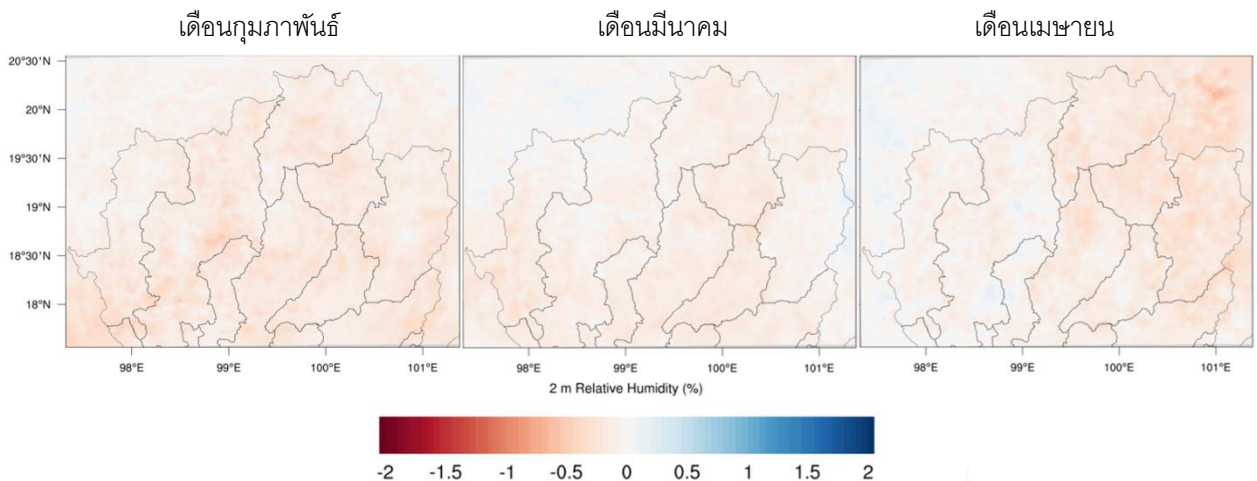 เดือนกุมภาพันธ์ เดือนมีนาคม เดือนเมษายน
20°30'N
20°N
19°30'N
19°N
18°30'N
18°N
98°E 99°E 100°E 101°E 98°E 99°E 100°E 101°E 98°E 99°E 100°E 101°E
2 m Relative Humidity (%)
-2 -1.5 -1 -0.5 0 0.5 1 1.5 2